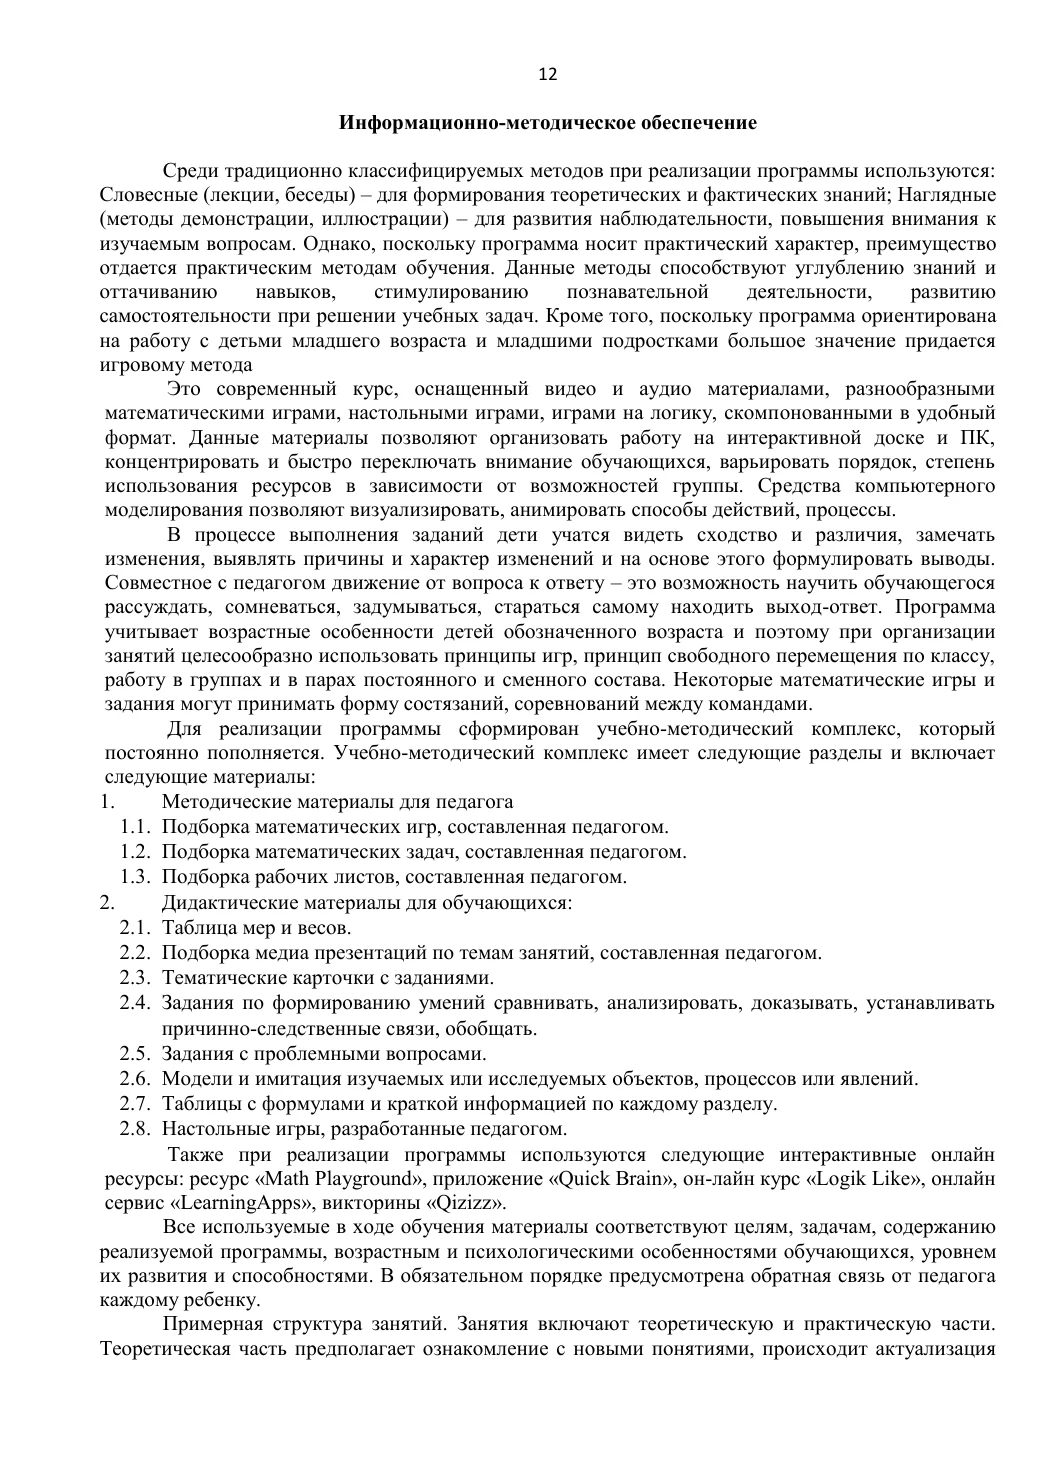 12
Информационно-методическое обеспечение
Среди традиционно классифицируемых методов при реализации программы используются:
Словесные (лекции, беседы) – для формирования теоретических и фактических знаний; Наглядные
(методы демонстрации, иллюстрации) – для развития наблюдательности, повышения внимания к
изучаемым вопросам. Однако, поскольку программа носит практический характер, преимущество
отдается практическим методам обучения. Данные методы способствуют углублению знаний и
оттачиванию навыков, стимулированию познавательной деятельности, развитию
самостоятельности при решении учебных задач. Кроме того, поскольку программа ориентирована
на работу с детьми младшего возраста и младшими подростками большое значение придается
игровому метода
Это современный курс, оснащенный видео и аудио материалами, разнообразными
математическими играми, настольными играми, играми на логику, скомпонованными в удобный
формат. Данные материалы позволяют организовать работу на интерактивной доске и ПК,
концентрировать и быстро переключать внимание обучающихся, варьировать порядок, степень
использования ресурсов в зависимости от возможностей группы. Средства компьютерного
моделирования позволяют визуализировать, анимировать способы действий, процессы.
В процессе выполнения заданий дети учатся видеть сходство и различия, замечать
изменения, выявлять причины и характер изменений и на основе этого формулировать выводы.
Совместное с педагогом движение от вопроса к ответу – это возможность научить обучающегося
рассуждать, сомневаться, задумываться, стараться самому находить выход-ответ. Программа
учитывает возрастные особенности детей обозначенного возраста и поэтому при организации
занятий целесообразно использовать принципы игр, принцип свободного перемещения по классу,
работу в группах и в парах постоянного и сменного состава. Некоторые математические игры и
задания могут принимать форму состязаний, соревнований между командами.
Для реализации программы сформирован учебно-методический комплекс, который
постоянно пополняется. Учебно-методический комплекс имеет следующие разделы и включает
следующие материалы:
1. Методические материалы для педагога
1.1. Подборка математических игр, составленная педагогом.
1.2. Подборка математических задач, составленная педагогом.
1.3. Подборка рабочих листов, составленная педагогом.
2. Дидактические материалы для обучающихся:
2.1. Таблица мер и весов.
2.2. Подборка медиа презентаций по темам занятий, составленная педагогом.
2.3. Тематические карточки с заданиями.
2.4. Задания по формированию умений сравнивать, анализировать, доказывать, устанавливать
причинно-следственные связи, обобщать.
2.5. Задания с проблемными вопросами.
2.6. Модели и имитация изучаемых или исследуемых объектов, процессов или явлений.
2.7. Таблицы с формулами и краткой информацией по каждому разделу.
2.8. Настольные игры, разработанные педагогом.
Также при реализации программы используются следующие интерактивные онлайн
ресурсы: ресурс «Math Playground», приложение «Quick Brain», он-лайн курс «Logik Like», онлайн
сервис «LearningApps», викторины «Qizizz».
Все используемые в ходе обучения материалы соответствуют целям, задачам, содержанию
реализуемой программы, возрастным и психологическими особенностями обучающихся, уровнем
их развития и способностями. В обязательном порядке предусмотрена обратная связь от педагога
каждому ребенку.
Примерная структура занятий. Занятия включают теоретическую и практическую части.
Теоретическая часть предполагает ознакомление с новыми понятиями, происходит актуализация